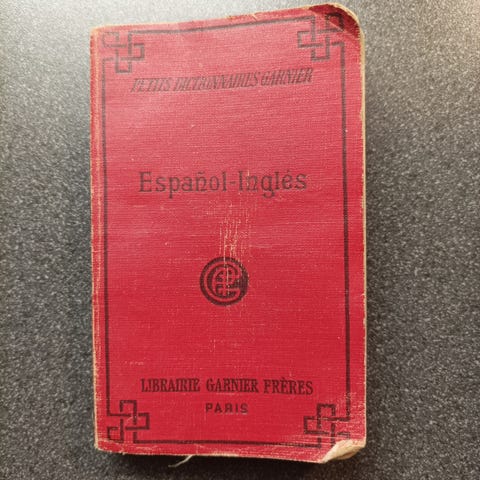 PETITS DICTIONNAIRES GARNIER
Español-Inglés
LIBRAIRIE GARNIER FRÈRES
PARIS